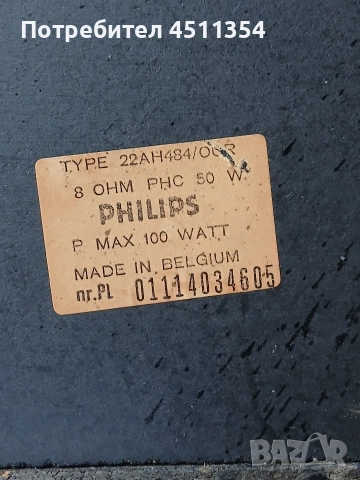 Потребител 4511354
TYPE 22AH484/00R
8 OHM PHC 50 W
PHILIPS
P MAX 100 WATT
MADE IN BELGIUM
nr.PL 01114034605
BAZAR